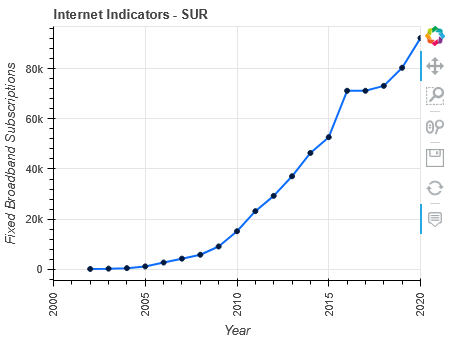 Internet Indicators - SUR
Fixed Broadband Subscriptions
80k
60k
40k
20k
0
2000
2005
2010
2015
2020
Year